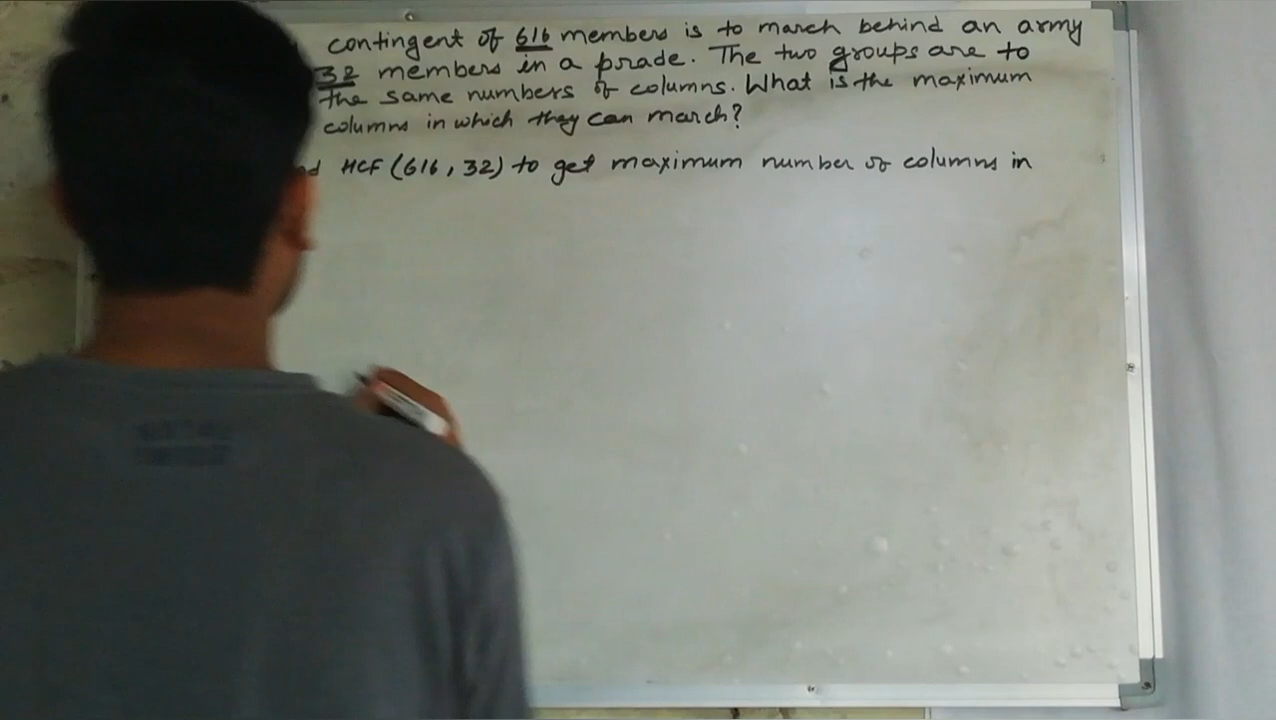 contingent of 616 members is to march behind an army
32 members in a prade. The two groups are to
the same numbers of columns. What is the maximum
columns in which they can march?
HCF (616, 32) to get maximum number of columns in